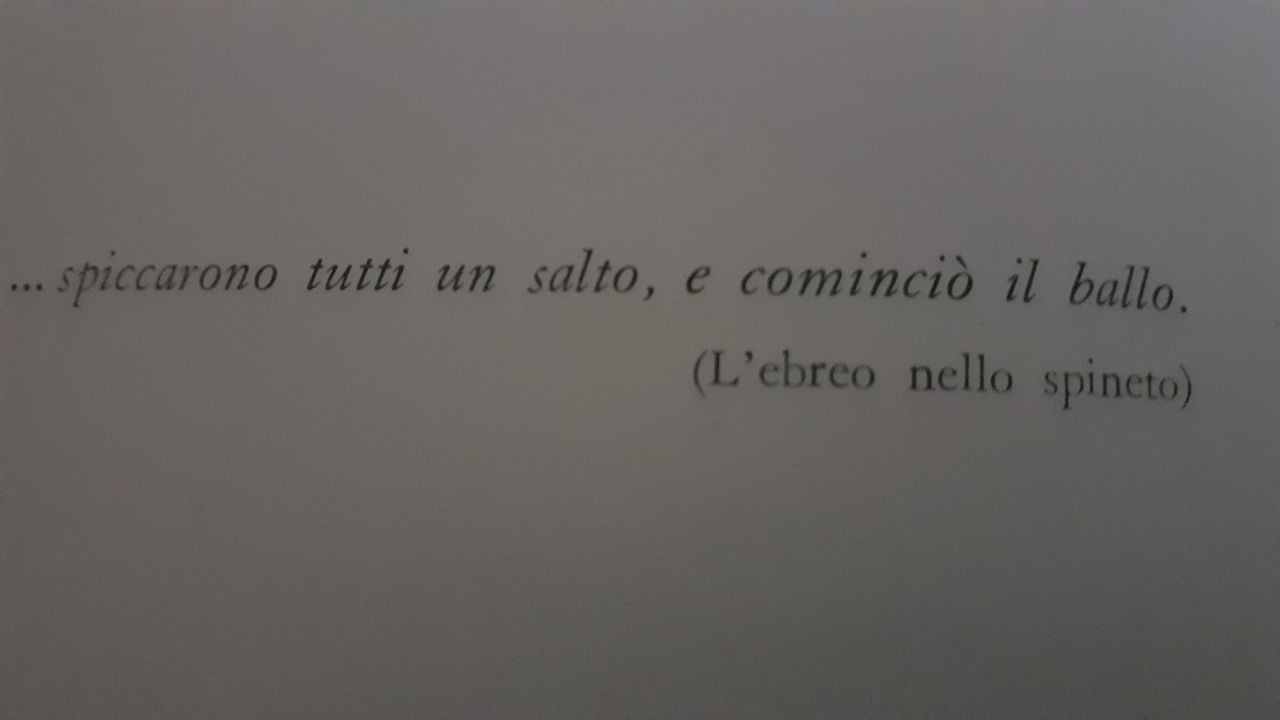 ... spiccarono tutti un salto, e cominciò il ballo.
(L'ebreo nello spineto)